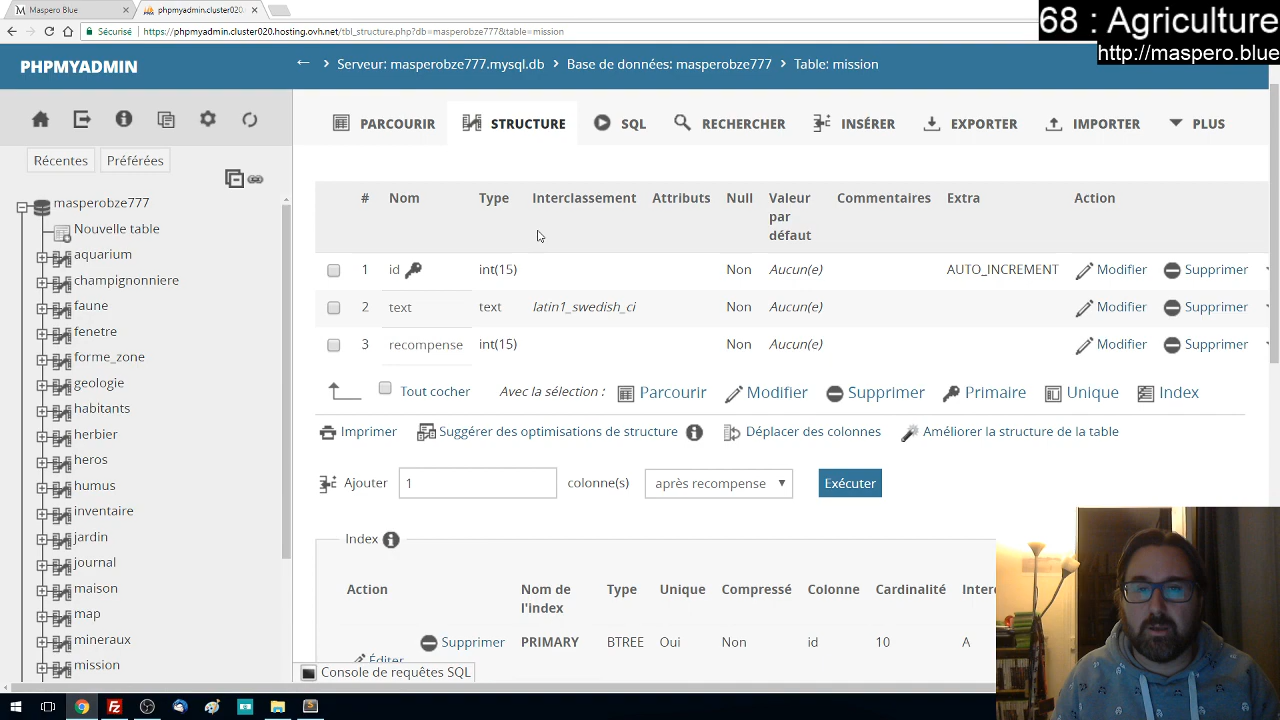 Maspero Blue
phpmyadmin.cluster020.
68 : Agriculture
http://maspero.blue
Sécurisé
https://phpmyadmin.cluster020.hosting.ovh.net/tbl_structure.php?db=masperobze777&table=mission
PHPMYADMIN
Serveur: masperobze777.mysql.db
Base de données: masperobze777
Table: mission
PARCOURIR
STRUCTURE
SQL
RECHERCHER
INSÉRER
EXPORTER
IMPORTER
PLUS
Récentes
Préférées
masperobze777
Nouvelle table
aquarium
champignonniere
faune
fenetre
forme_zone
geologie
habitants
herbier
heros
humus
inventaire
jardin
journal
maison
map
mineraux
mission
# Nom Type Interclassement Attributs Null Valeur par défaut Commentaires Extra Action
1 id int(15) Non Aucun(e) AUTO_INCREMENT Modifier Supprimer
2 text text latin1_swedish_ci Non Aucun(e) Modifier Supprimer
3 recompense int(15) Non Aucun(e) Modifier Supprimer
Tout cocher Avec la sélection : Parcourir Modifier Supprimer Primaire Unique Index
Imprimer Suggérer des optimisations de structure Déplacer des colonnes Améliorer la structure de la table
Ajouter 1 colonne(s) après recompense Exécuter
Index
Action Nom de l'index Type Unique Compressé Colonne Cardinalité
Supprimer PRIMARY BTREE Oui Non id 10 A
Éditer
Console de requêtes SQL